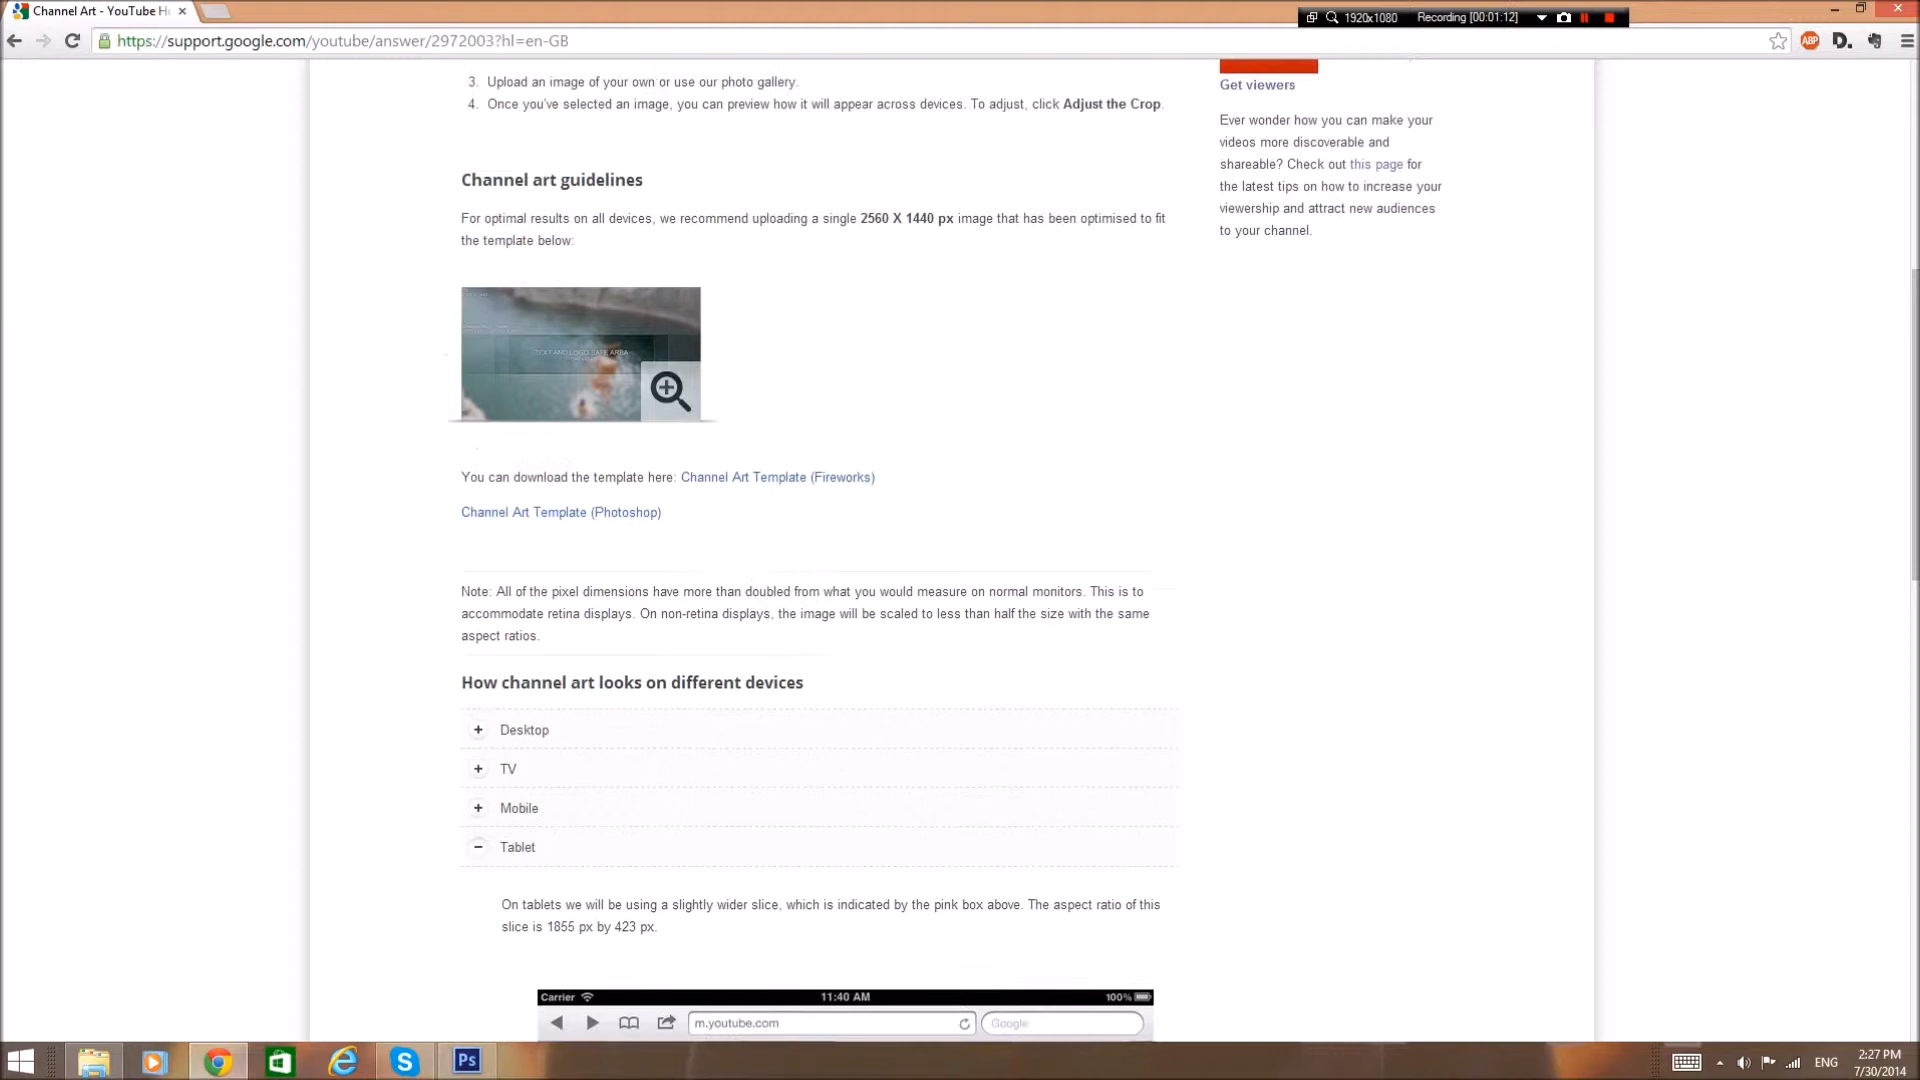 Channel Art - YouTube H
1920x1080
Recording [00:01:12]
https://support.google.com/youtube/answer/2972003?hl=en-GB
ABP
D.
3. Upload an image of your own or use our photo gallery.
4. Once you've selected an image, you can preview how it will appear across devices. To adjust, click Adjust the Crop.
Channel art guidelines
For optimal results on all devices, we recommend uploading a single 2560 X 1440 px image that has been optimised to fit
the template below:
TEXT AND LOGO SAFE AREA
You can download the template here: Channel Art Template (Fireworks)
Channel Art Template (Photoshop)
Note: All of the pixel dimensions have more than doubled from what you would measure on normal monitors. This is to
accommodate retina displays. On non-retina displays, the image will be scaled to less than half the size with the same
aspect ratios.
How channel art looks on different devices
+ Desktop
+ TV
+ Mobile
− Tablet
On tablets we will be using a slightly wider slice, which is indicated by the pink box above. The aspect ratio of this
slice is 1855 px by 423 px.
Carrier 11:40 AM 100%
m.youtube.com Google
Get viewers
Ever wonder how you can make your
videos more discoverable and
shareable? Check out this page for
the latest tips on how to increase your
viewership and attract new audiences
to your channel.
S
Ps
ENG
2:27 PM
7/30/2014